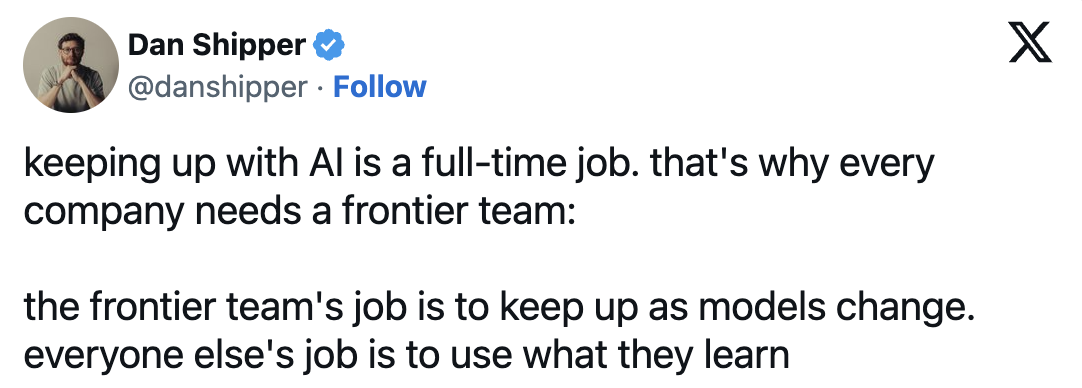 Dan Shipper
@danshipper · Follow
keeping up with AI is a full-time job. that's why every
company needs a frontier team:
the frontier team's job is to keep up as models change.
everyone else's job is to use what they learn